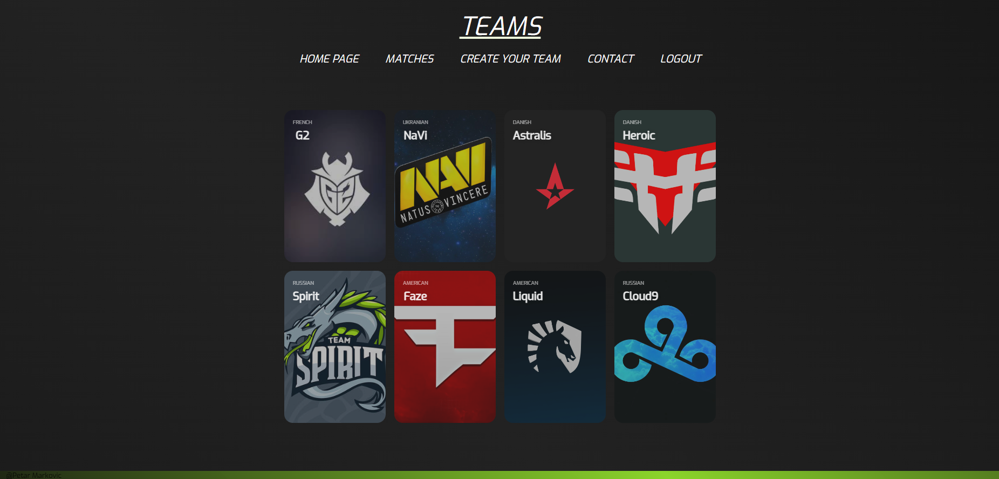 TEAMS
HOME PAGE MATCHES CREATE YOUR TEAM CONTACT LOGOUT
FRENCH
G2
G2
UKRANIAN
NaVi
NAVI
NATUS VINCERE
DANISH
Astralis
DANISH
Heroic
RUSSIAN
Spirit
TEAM
SPIRIT
AMERICAN
Faze
AMERICAN
Liquid
RUSSIAN
Cloud9
@Petar Markovic